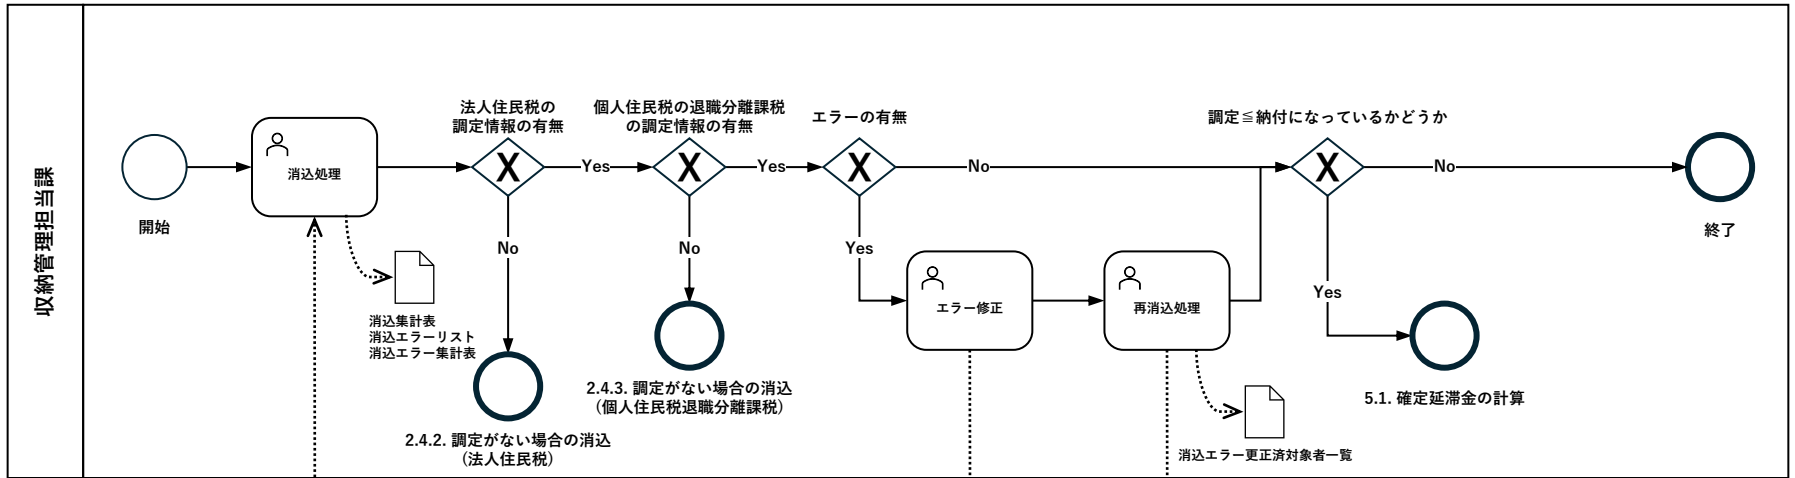 収納管理担当課
開始
消込処理
消込集計表
消込エラーリスト
消込エラー集計表
法人住民税の
調定情報の有無
X
Yes
No
2.4.2. 調定がない場合の消込
(法人住民税)
個人住民税の退職分離課税
の調定情報の有無
X
Yes
No
2.4.3. 調定がない場合の消込
(個人住民税退職分離課税)
エラーの有無
X
No
Yes
エラー修正
再消込処理
消込エラー更正済対象者一覧
調定≦納付になっているかどうか
X
No
Yes
5.1. 確定延滞金の計算
終了